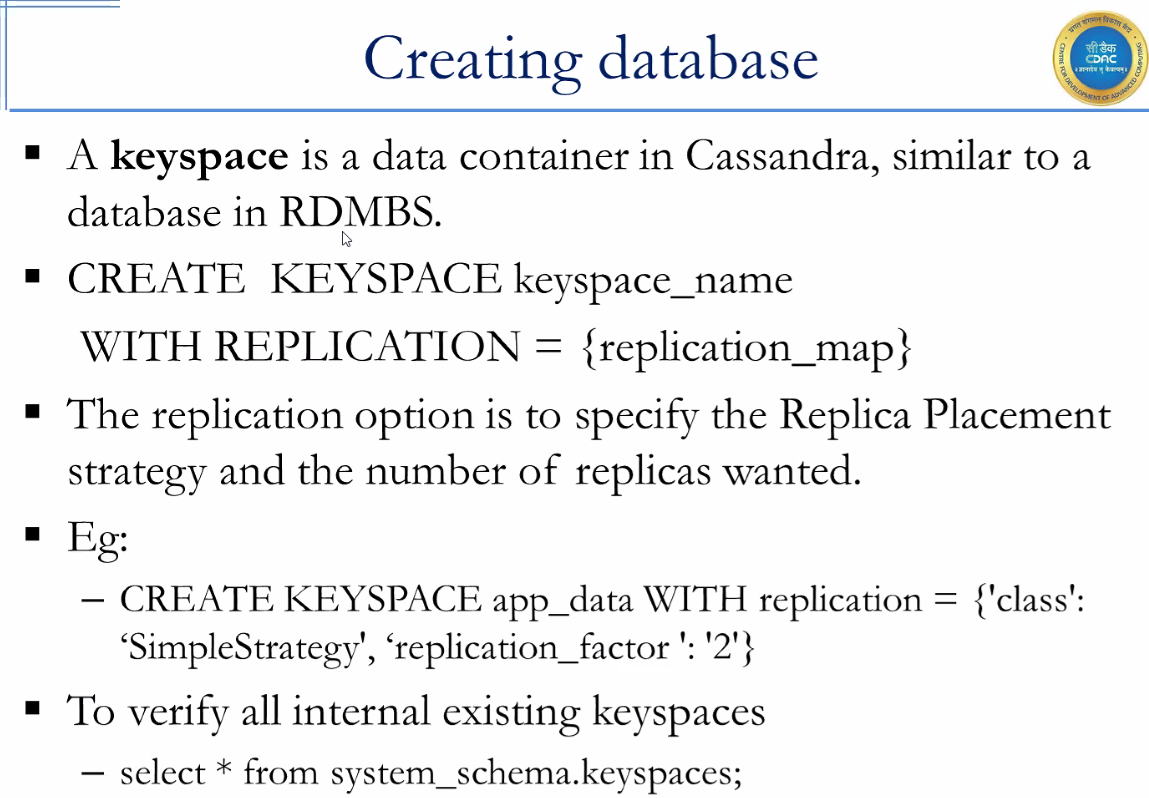 Creating database
प्रगत संगणन विकास केंद्र
सी डैक
CDAC
CENTRE FOR DEVELOPMENT OF ADVANCED COMPUTING
▪ A keyspace is a data container in Cassandra, similar to a
database in RDMBS.
▪ CREATE  KEYSPACE keyspace_name
WITH REPLICATION = {replication_map}
▪ The replication option is to specify the Replica Placement
strategy and the number of replicas wanted.
▪ Eg:
– CREATE KEYSPACE app_data WITH replication = {'class':
‘SimpleStrategy', ‘replication_factor ': '2'}
▪ To verify all internal existing keyspaces
– select * from system_schema.keyspaces;